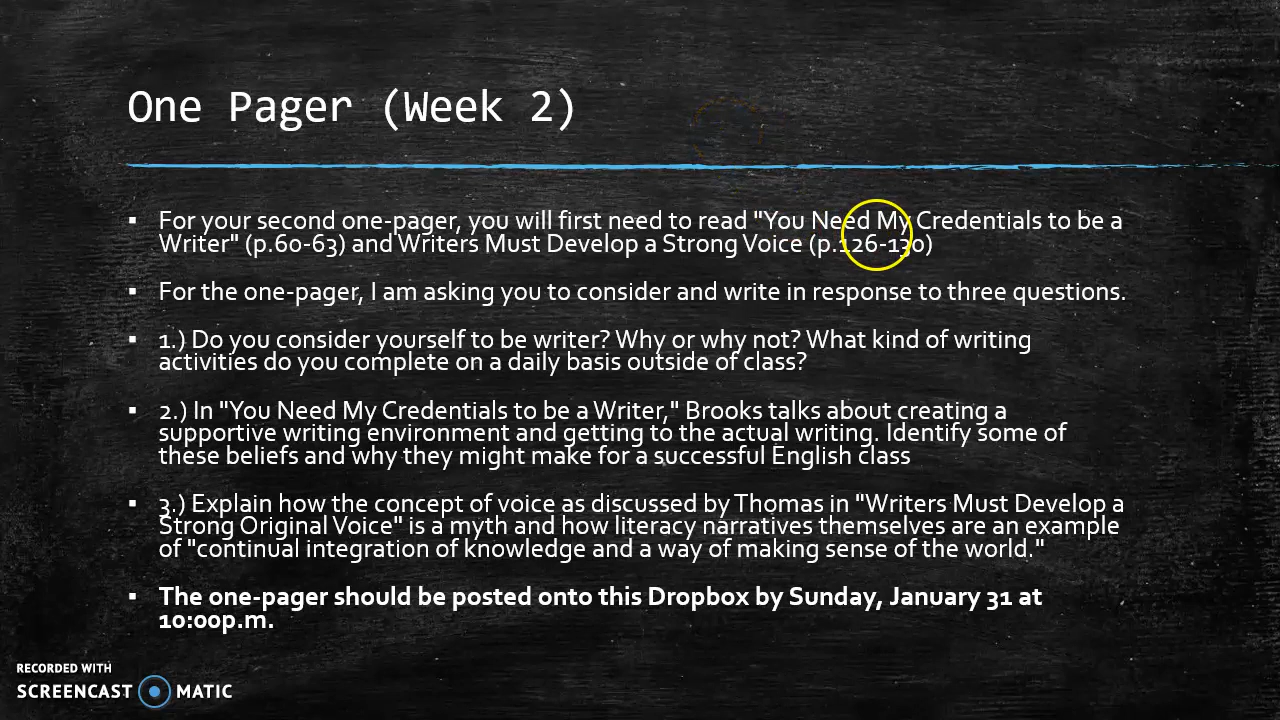 One Pager (Week 2)
▪ For your second one-pager, you will first need to read "You Need My Credentials to be a
Writer" (p.60-63) and Writers Must Develop a Strong Voice (p.126-130)
▪ For the one-pager, I am asking you to consider and write in response to three questions.
▪ 1.) Do you consider yourself to be writer? Why or why not? What kind of writing
activities do you complete on a daily basis outside of class?
▪ 2.) In "You Need My Credentials to be a Writer," Brooks talks about creating a
supportive writing environment and getting to the actual writing. Identify some of
these beliefs and why they might make for a successful English class
▪ 3.) Explain how the concept of voice as discussed by Thomas in "Writers Must Develop a
Strong Original Voice" is a myth and how literacy narratives themselves are an example
of "continual integration of knowledge and a way of making sense of the world."
▪ The one-pager should be posted onto this Dropbox by Sunday, January 31 at
10:00p.m.
RECORDED WITH
SCREENCAST MATIC